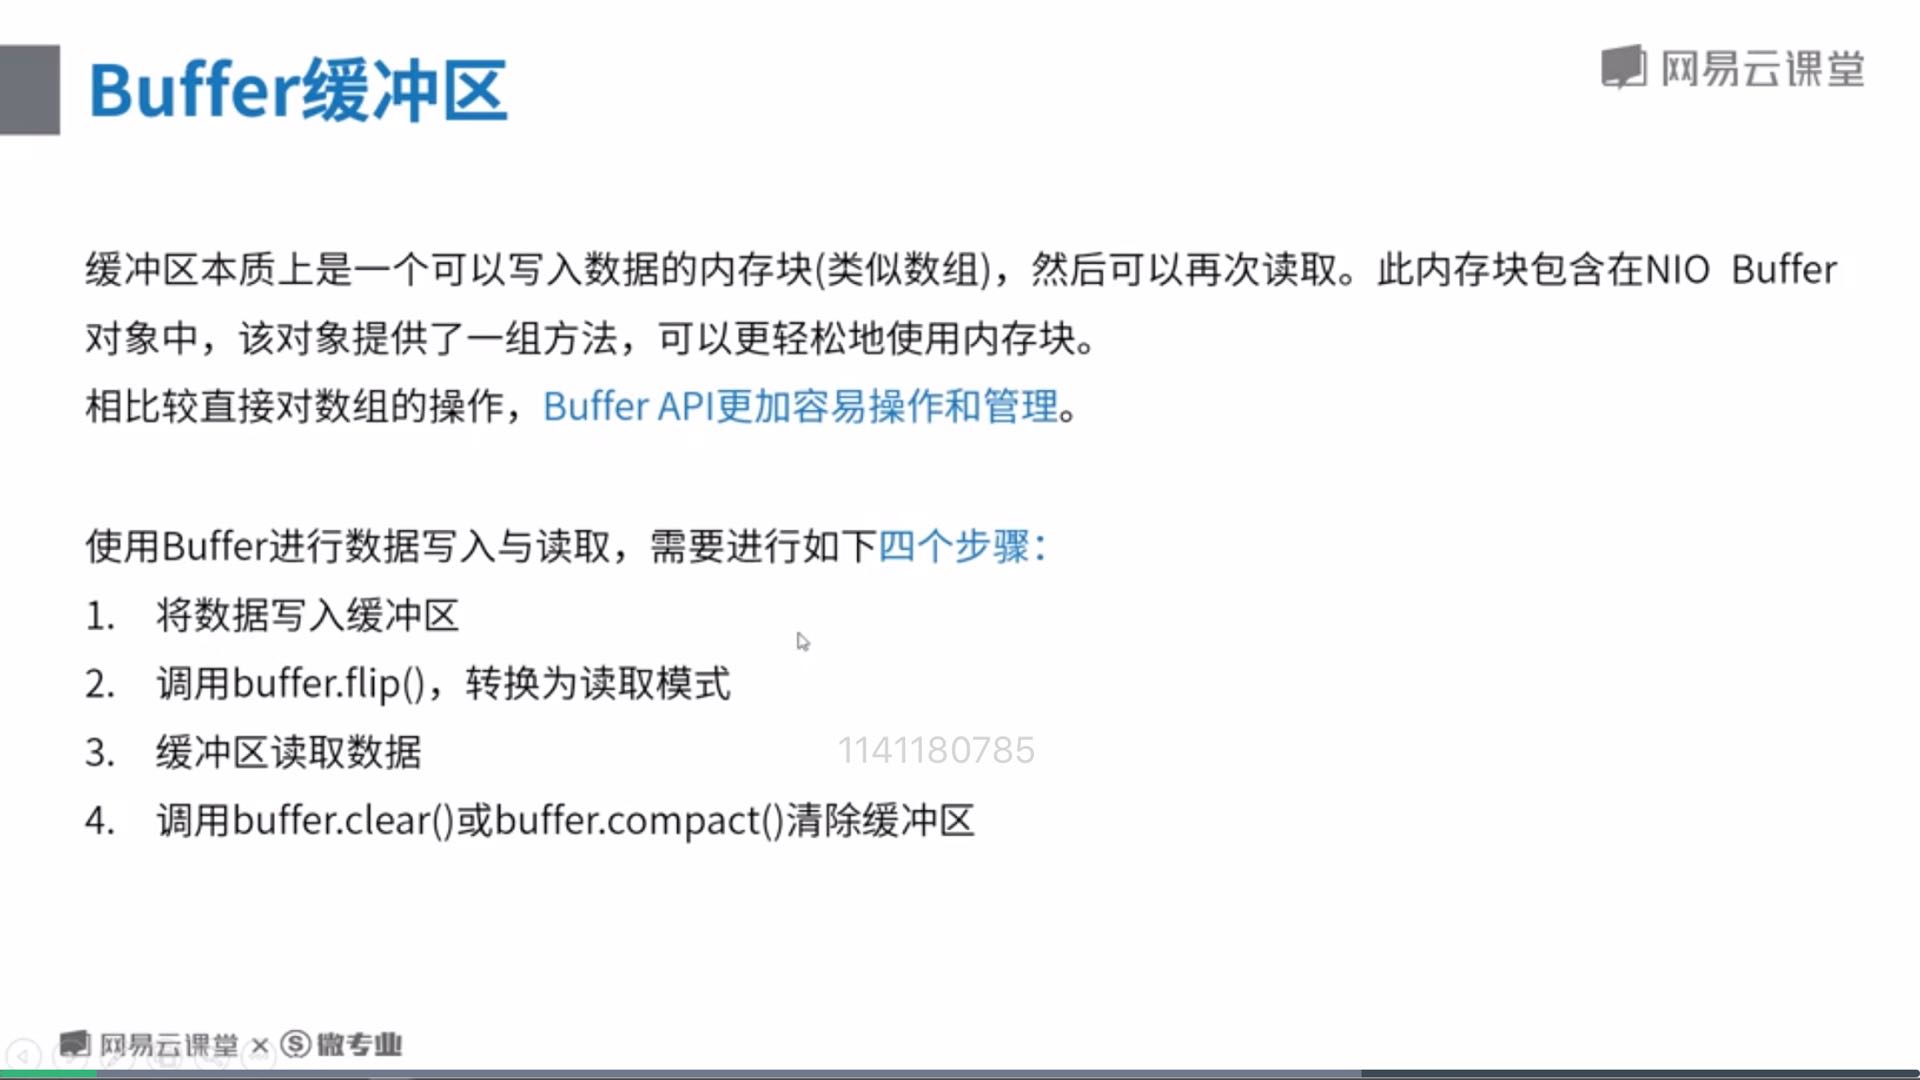 Buffer缓冲区
网易云课堂
缓冲区本质上是一个可以写入数据的内存块(类似数组)，然后可以再次读取。此内存块包含在NIO Buffer
对象中，该对象提供了一组方法，可以更轻松地使用内存块。
相比较直接对数组的操作，Buffer API更加容易操作和管理。
使用Buffer进行数据写入与读取，需要进行如下四个步骤：
1. 将数据写入缓冲区
2. 调用buffer.flip()，转换为读取模式
3. 缓冲区读取数据
1141180785
4. 调用buffer.clear()或buffer.compact()清除缓冲区
网易云课堂 × 微专业